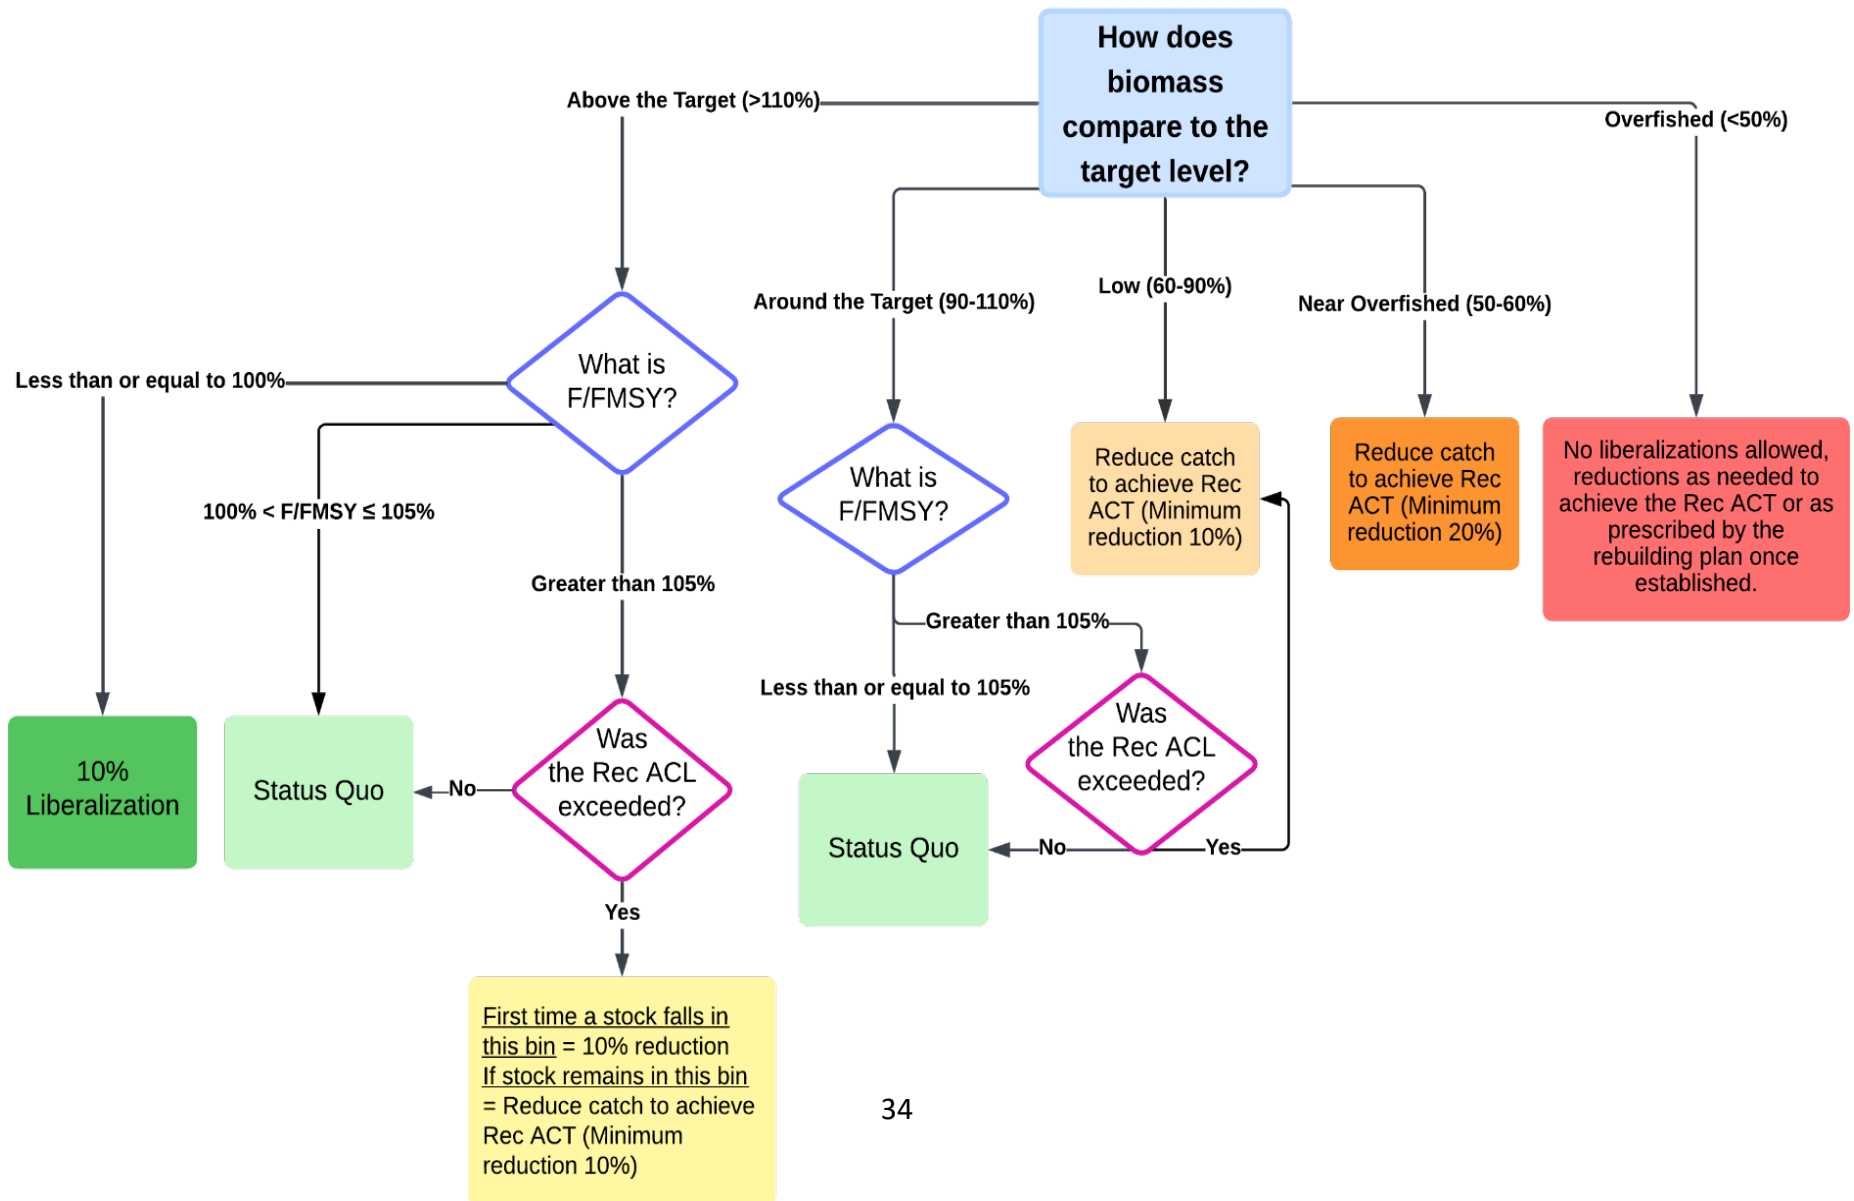 How does
biomass
compare to the
target level?
Above the Target (>110%)
Overfished (<50%)
Around the Target (90-110%)
Low (60-90%)
Near Overfished (50-60%)
What is
F/FMSY?
Less than or equal to 100%
100% < F/FMSY ≤ 105%
Greater than 105%
What is
F/FMSY?
Reduce catch
to achieve Rec
ACT (Minimum
reduction 10%)
Reduce catch
to achieve Rec
ACT (Minimum
reduction 20%)
No liberalizations allowed,
reductions as needed to
achieve the Rec ACT or as
prescribed by the
rebuilding plan once
established.
Greater than 105%
Less than or equal to 105%
10%
Liberalization
Status Quo
No
Was
the Rec ACL
exceeded?
Was
the Rec ACL
exceeded?
Status Quo
No
Yes
Yes
First time a stock falls in
this bin = 10% reduction
If stock remains in this bin
= Reduce catch to achieve
Rec ACT (Minimum
reduction 10%)
34